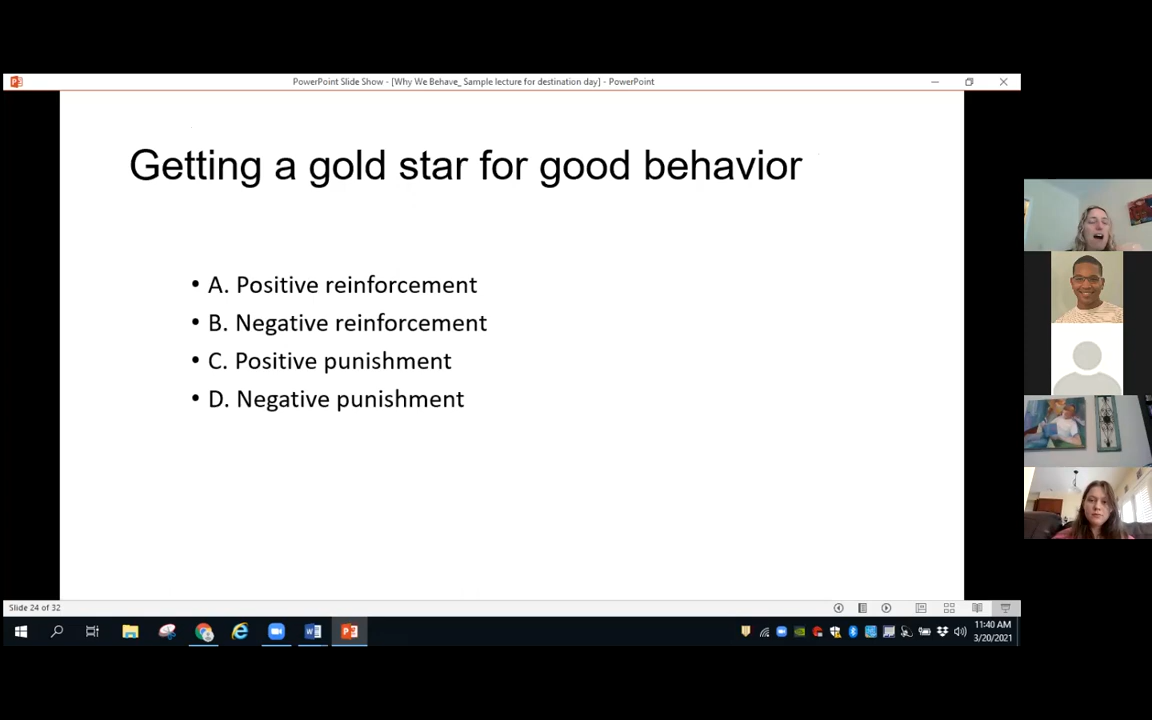 PowerPoint Slide Show - [Why We Behave_ Sample lecture for destination day] - PowerPoint
Getting a gold star for good behavior
• A. Positive reinforcement
• B. Negative reinforcement
• C. Positive punishment
• D. Negative punishment
Slide 24 of 32
11:40 AM
3/20/2021